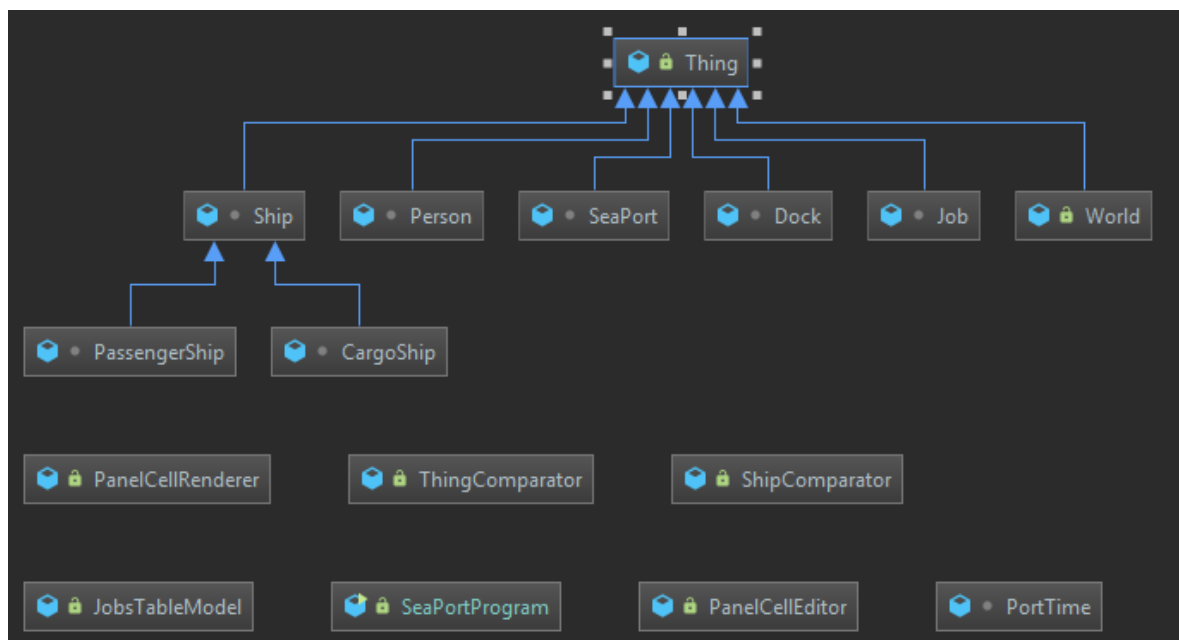 Thing
Ship Person SeaPort Dock Job World
PassengerShip CargoShip
PanelCellRenderer ThingComparator ShipComparator
JobsTableModel SeaPortProgram PanelCellEditor PortTime